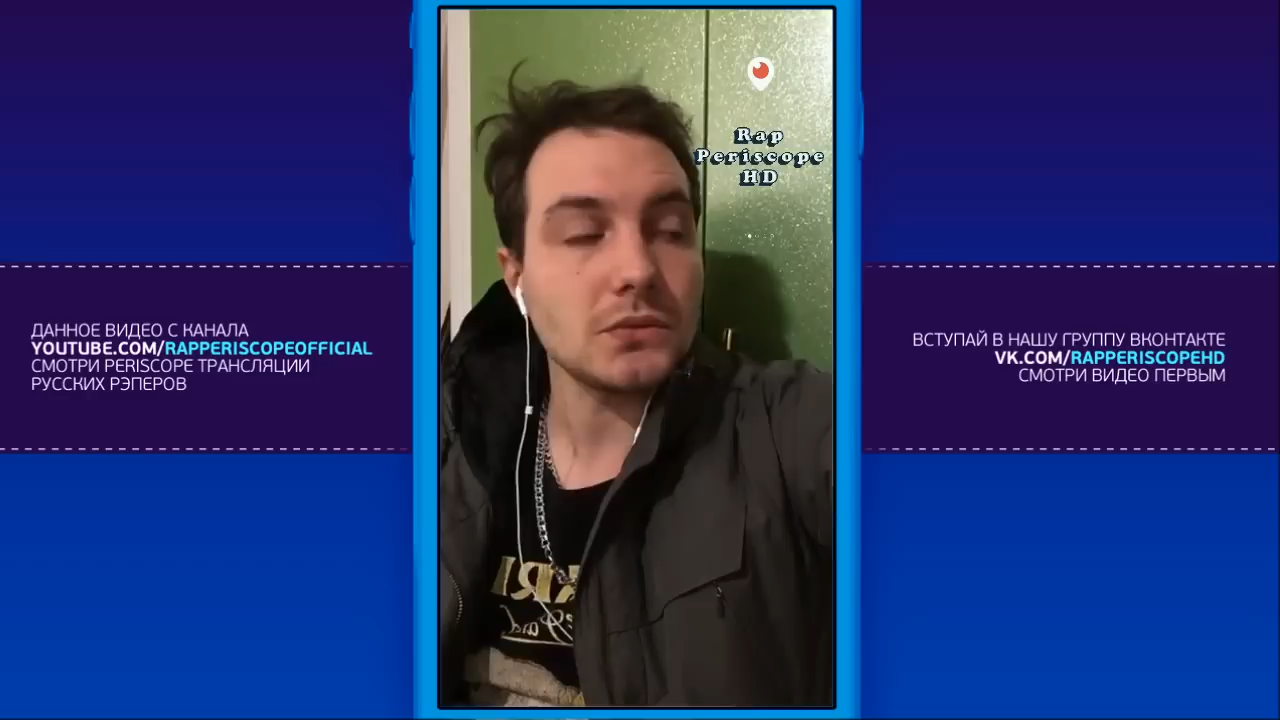 ДАННОЕ ВИДЕО С КАНАЛА
YOUTUBE.COM/RAPPERISCOPEOFFICIAL
СМОТРИ PERISCOPE ТРАНСЛЯЦИИ
РУССКИХ РЭПЕРОВ
Rap
Periscope
HD
ВСТУПАЙ В НАШУ ГРУППУ ВКОНТАКТЕ
VK.COM/RAPPERISCOPEHD
СМОТРИ ВИДЕО ПЕРВЫМ